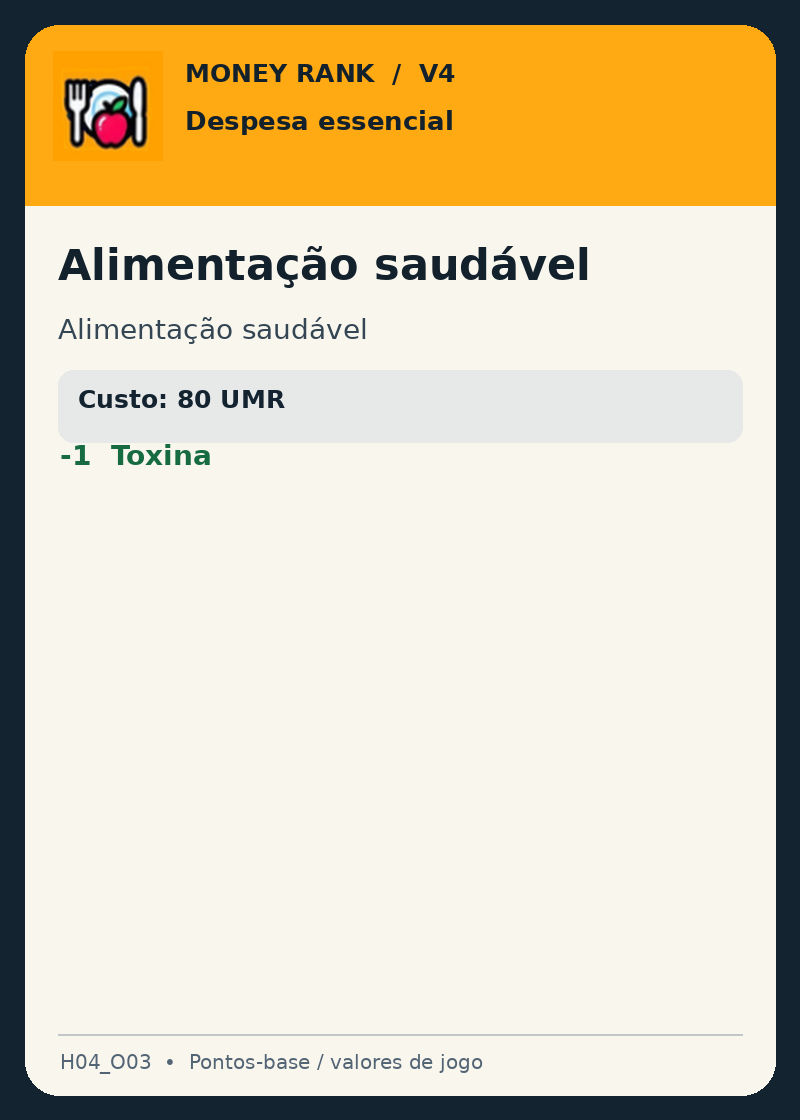 MONEY RANK / V4
Despesa essencial
Alimentação saudável
Alimentação saudável
Custo: 80 UMR
-1 Toxina
H04_O03 • Pontos-base / valores de jogo